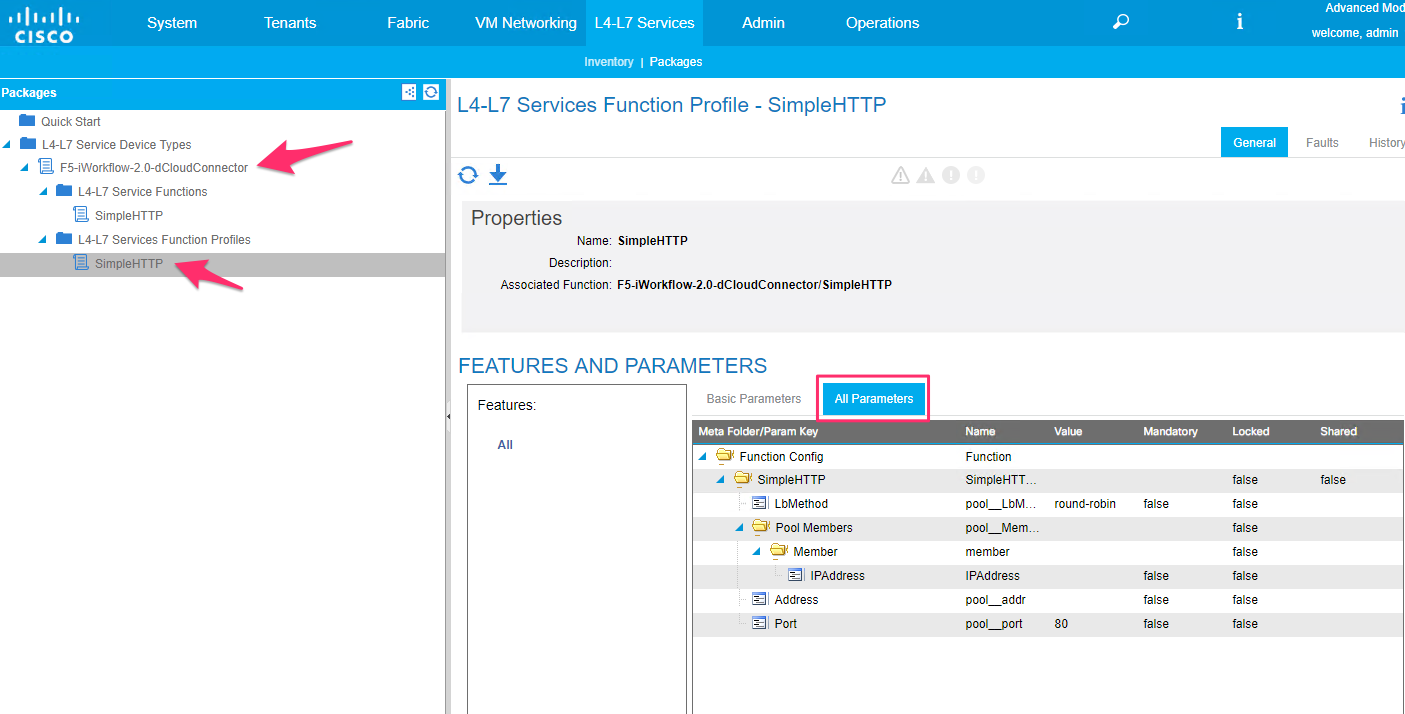 Advanced Mod
System Tenants Fabric VM Networking L4-L7 Services Admin Operations
CISCO
welcome, admin
Inventory | Packages
Packages
Quick Start
L4-L7 Service Device Types
F5-iWorkflow-2.0-dCloudConnector
L4-L7 Service Functions
SimpleHTTP
L4-L7 Services Function Profiles
SimpleHTTP
L4-L7 Services Function Profile - SimpleHTTP
General Faults History
Properties
Name: SimpleHTTP
Description:
Associated Function: F5-iWorkflow-2.0-dCloudConnector/SimpleHTTP
FEATURES AND PARAMETERS
Features:
All
Basic Parameters All Parameters
Meta Folder/Param Key Name Value Mandatory Locked Shared
Function Config Function
SimpleHTTP SimpleHTT... false false
LbMethod pool__LbM... round-robin false false
Pool Members pool__Mem... false
Member member false
IPAddress IPAddress false false
Address pool__addr false false
Port pool__port 80 false false